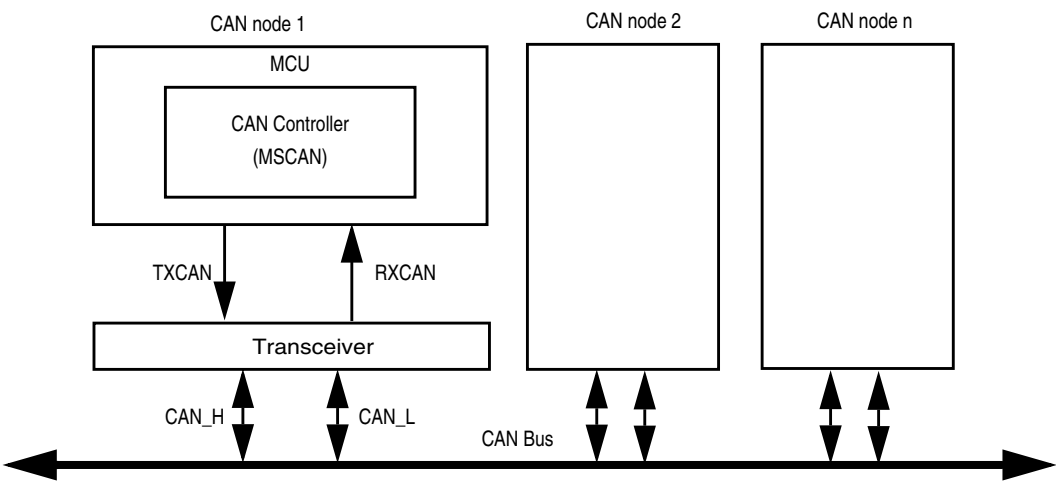 CAN node 1
CAN node 2
CAN node n
MCU
CAN Controller
(MSCAN)
TXCAN
RXCAN
Transceiver
CAN_H
CAN_L
CAN Bus